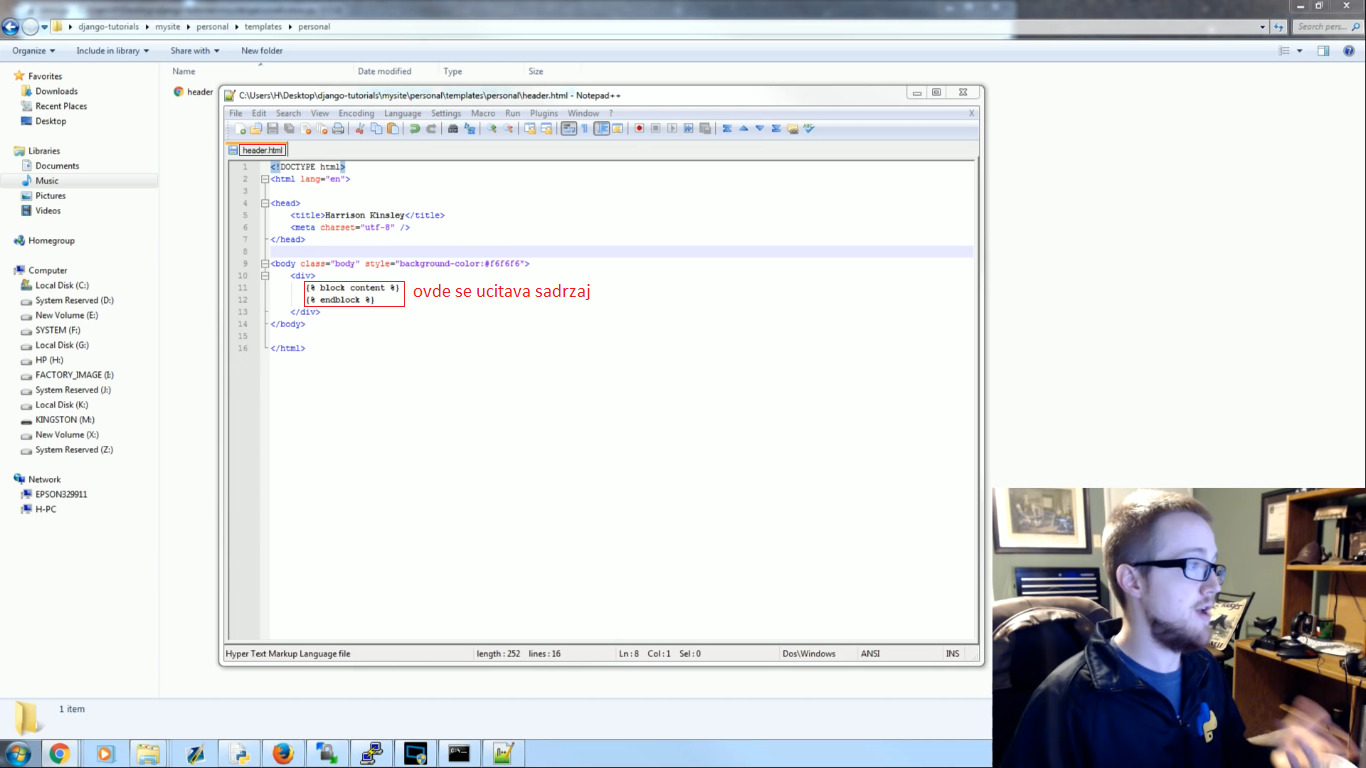 django-tutorials mysite personal templates personal
Search pers...
Organize Include in library Share with New folder
Name Date modified Type Size
Favorites
Downloads
Recent Places
Desktop
Libraries
Documents
Music
Pictures
Videos
Homegroup
Computer
Local Disk (C:)
System Reserved (D:)
New Volume (E:)
SYSTEM (F:)
Local Disk (G:)
HP (H:)
FACTORY_IMAGE (I:)
System Reserved (J:)
Local Disk (K:)
KINGSTON (M:)
New Volume (X:)
System Reserved (Z:)
Network
EPSON329911
H-PC
header
C:\Users\H\Desktop\django-tutorials\mysite\personal\templates\personal\header.html - Notepad++
File Edit Search View Encoding Language Settings Macro Run Plugins Window ? X
header.html
1 <!DOCTYPE html>
2 <html lang="en">
3
4 <head>
5 <title>Harrison Kinsley</title>
6 <meta charset="utf-8" />
7 </head>
8
9 <body class="body" style="background-color:#f6f6f6">
10 <div>
11 {% block content %}
12 {% endblock %}
ovde se ucitava sadrzaj
13 </div>
14 </body>
15
16 </html>
Hyper Text Markup Language file length : 252 lines : 16 Ln : 8 Col : 1 Sel : 0 Dos\Windows ANSI INS
1 item